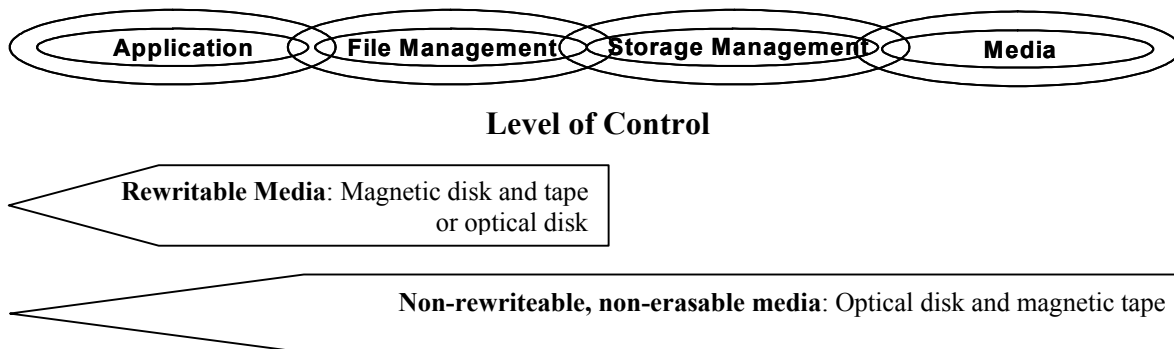 Application File Management Storage Management Media
Level of Control
Rewritable Media: Magnetic disk and tape
or optical disk
Non-rewriteable, non-erasable media: Optical disk and magnetic tape